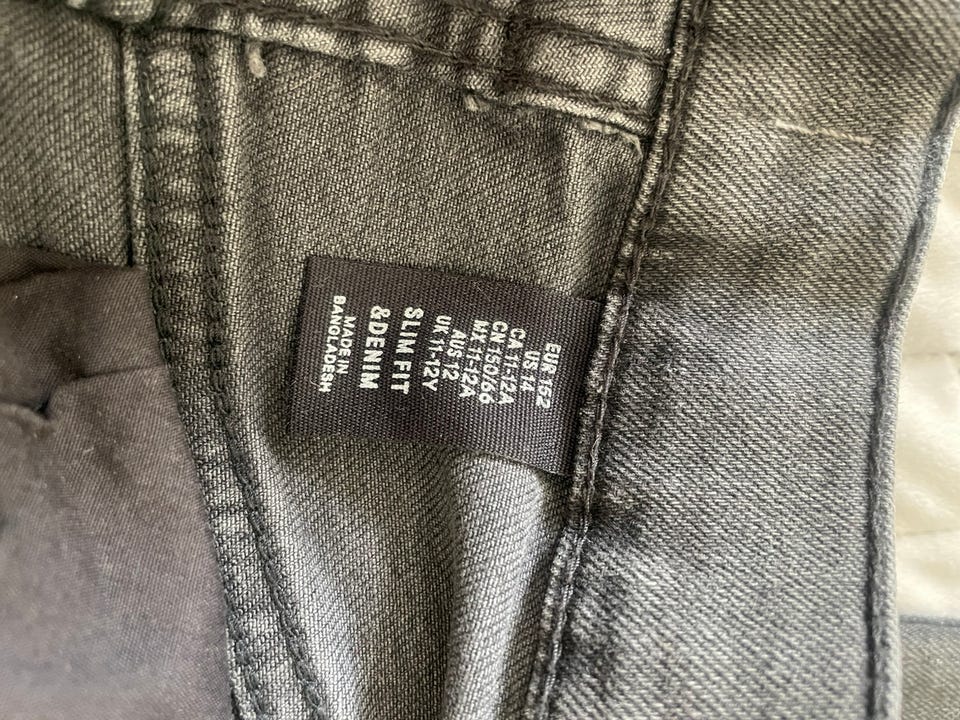 EUR 152
US 14
CA 11-12A
CN 150/66
MX 11-12A
AUS 12
UK 11-12Y
SLIM FIT
&DENIM
MADE IN
BANGLADESH